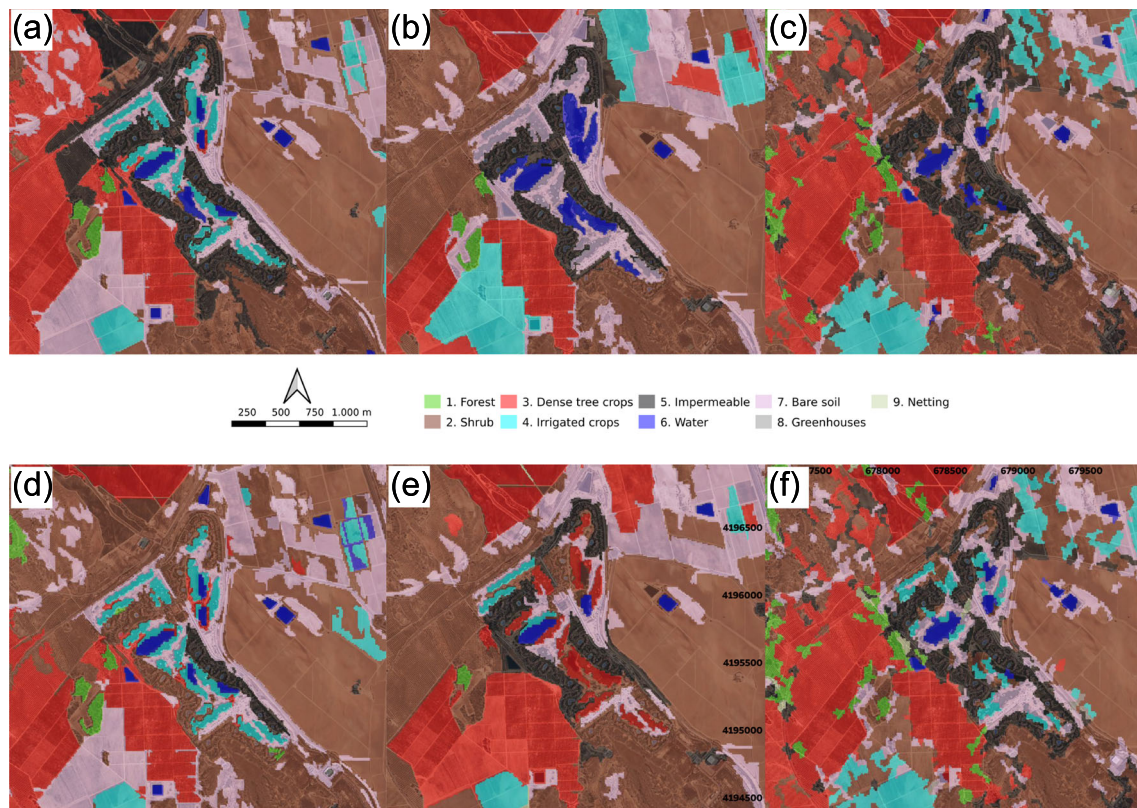 (a) (b) (c)
250 500 750 1.000 m
1. Forest 3. Dense tree crops 5. Impermeable 7. Bare soil 9. Netting
2. Shrub 4. Irrigated crops 6. Water 8. Greenhouses
(d) (e) (f)
7500 678000 678500 679000 679500
4196500
4196000
4195500
4195000
4194500